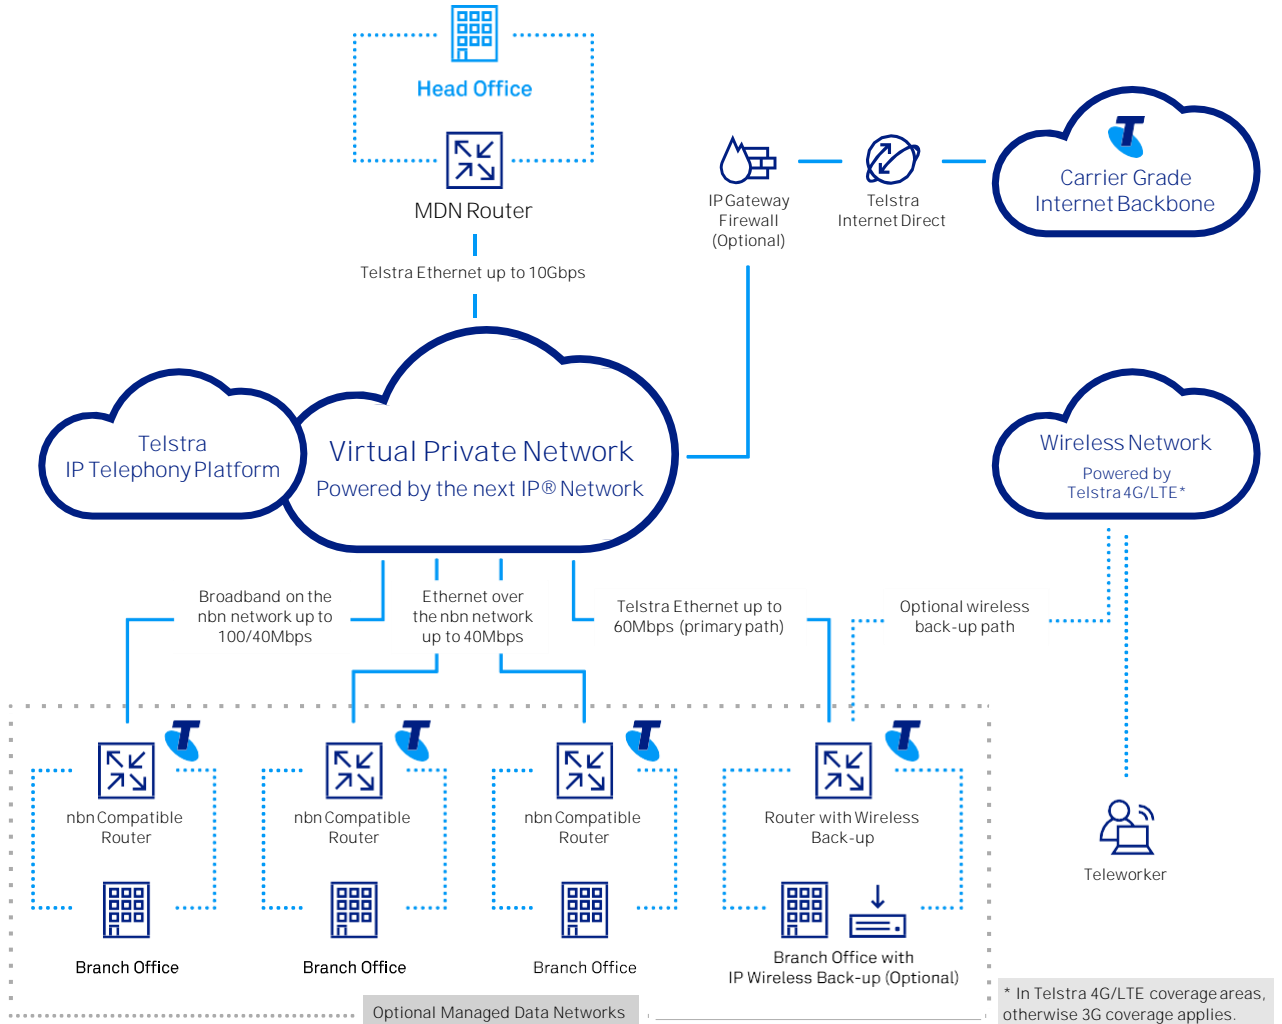 Head Office
MDN Router
Telstra Ethernet up to 10Gbps
IP Gateway
Firewall
(Optional)
Telstra
Internet Direct
Carrier Grade
Internet Backbone
Telstra
IP Telephony Platform
Virtual Private Network
Powered by the next IP® Network
Wireless Network
Powered by
Telstra 4G/LTE*
Broadband on the
nbn network up to
100/40Mbps
Ethernet over
the nbn network
up to 40Mbps
Telstra Ethernet up to
60Mbps (primary path)
Optional wireless
back-up path
nbn Compatible
Router
nbn Compatible
Router
nbn Compatible
Router
Router with Wireless
Back-up
Teleworker
Branch Office
Branch Office
Branch Office
Branch Office with
IP Wireless Back-up (Optional)
Optional Managed Data Networks
* In Telstra 4G/LTE coverage areas,
otherwise 3G coverage applies.